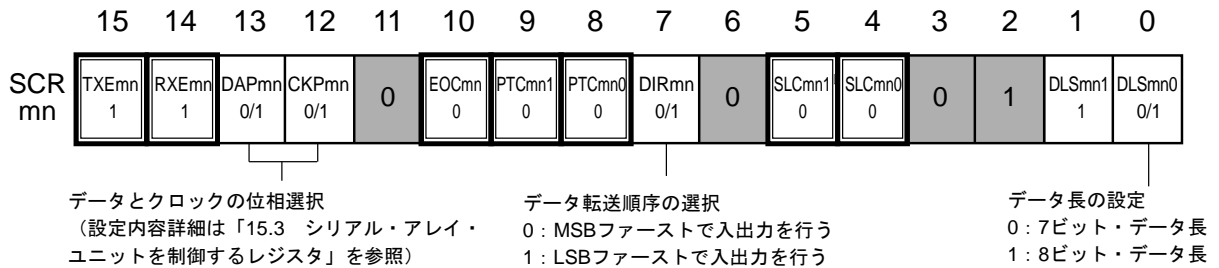 15 14 13 12 11 10 9 8 7 6 5 4 3 2 1 0
SCR
mn
TXEmn RXEmn DAPmn CKPmn 0 EOCmn PTCmn1 PTCmn0 DIRmn 0 SLCmn1 SLCmn0 0 1 DLSmn1 DLSmn0
1 1 0/1 0/1 0 0 0 0/1 0 0 1 0/1
データとクロックの位相選択
(設定内容詳細は「15.3 シリアル・アレイ・
ユニットを制御するレジスタ」を参照)
データ転送順序の選択
0:MSBファーストで入出力を行う
1:LSBファーストで入出力を行う
データ長の設定
0:7ビット・データ長
1:8ビット・データ長